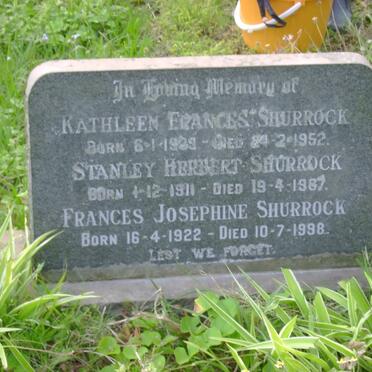 In Loving Memory of
KATHLEEN FRANCES SHURROCK
BORN 6-1-1939 - DIED 24-2-1952.
STANLEY HERBERT SHURROCK
BORN 1-12-1911 - DIED 19-4-1967.
FRANCES JOSEPHINE SHURROCK
BORN 16-4-1922 - DIED 10-7-1998.
LEST WE FORGET.